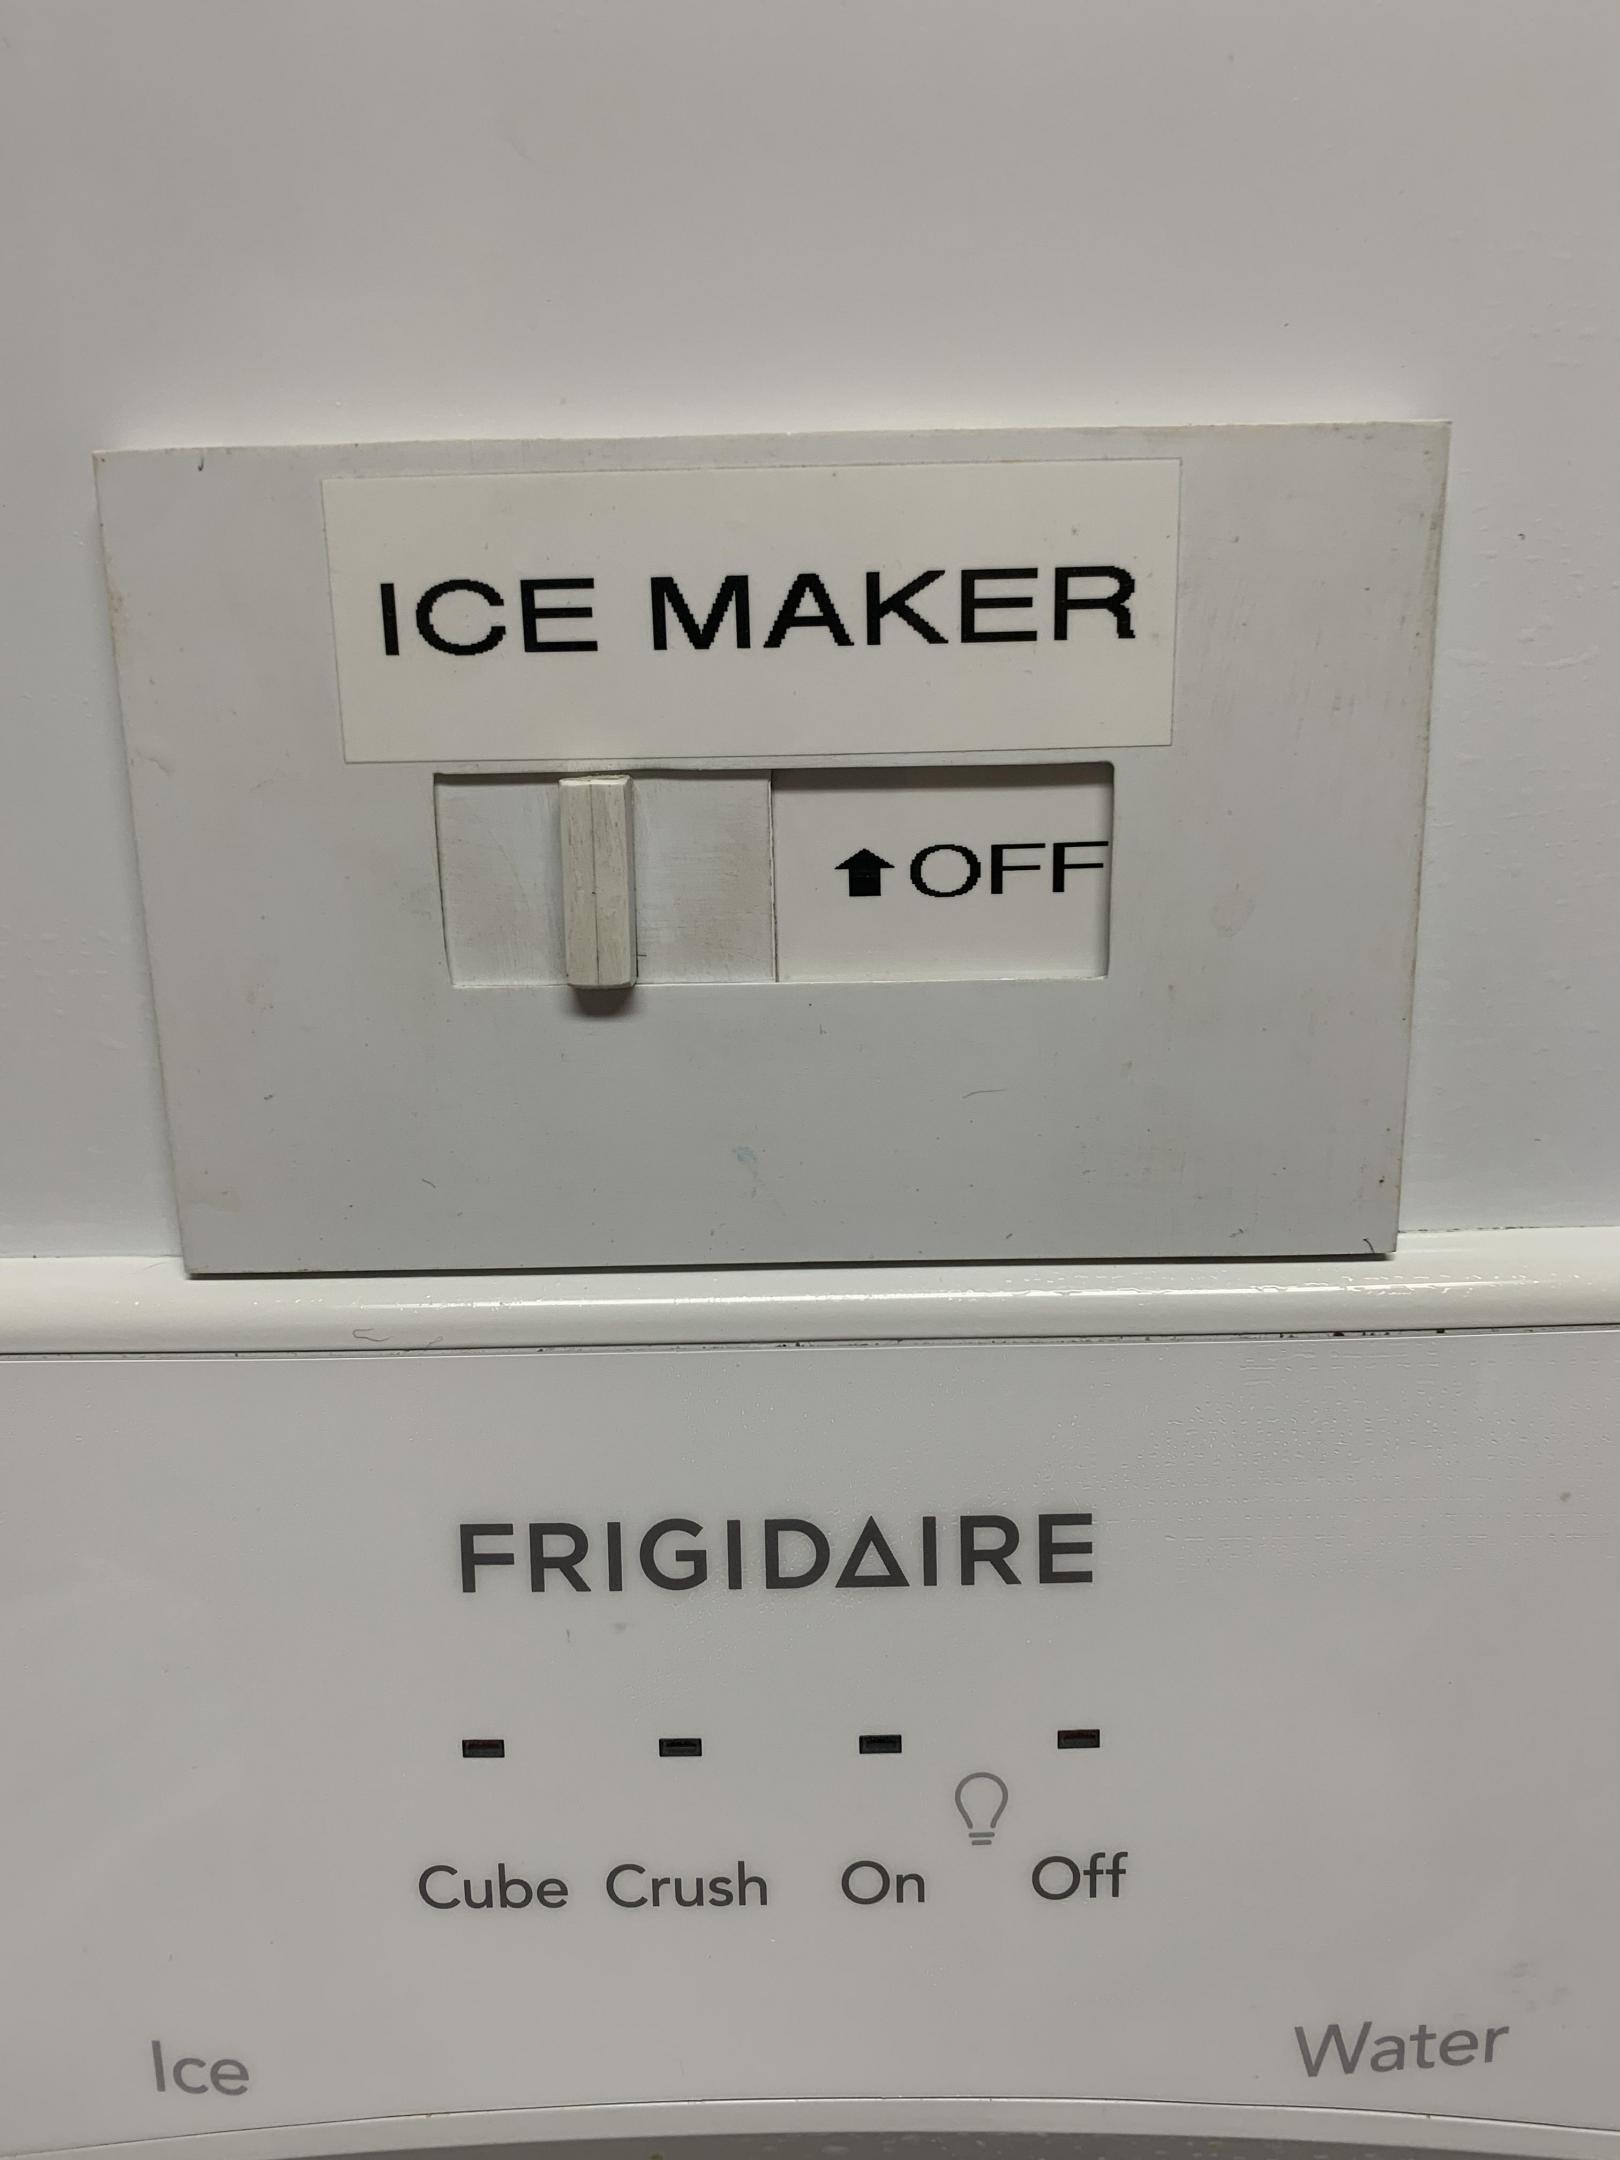 ICE MAKER
⬆OFF
FRIGIDAIRE
Cube Crush On Off
Ice Water